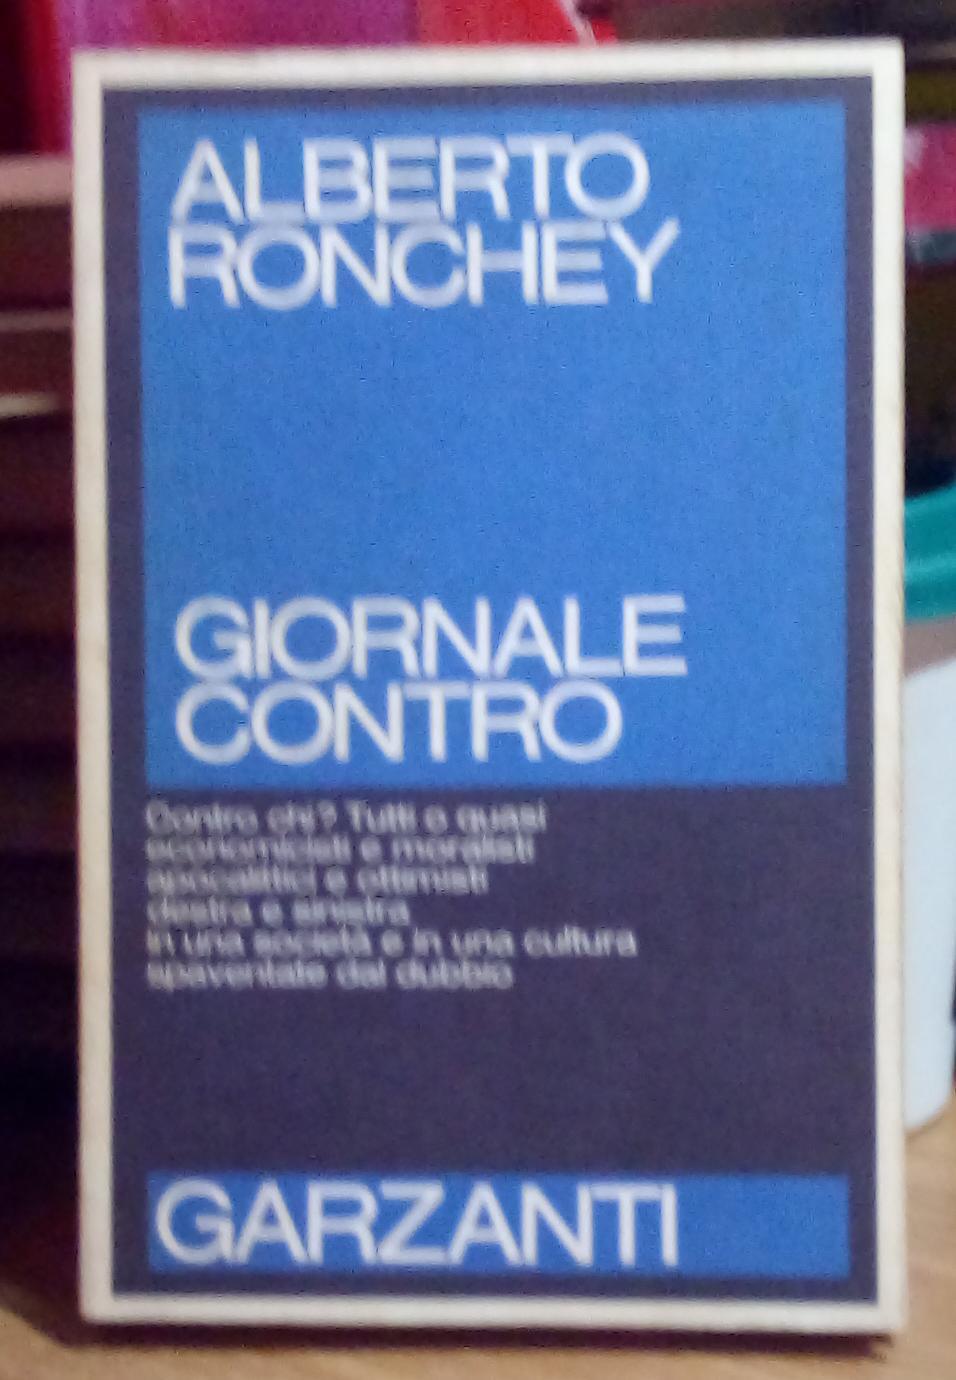 ALBERTO
RONCHEY
GIORNALE
CONTRO
Contro chi? Tutti o quasi
economicisti e moralisti
apocalittici e ottimisti
destra e sinistra
in una società e in una cultura
spaventate dal dubbio
GARZANTI